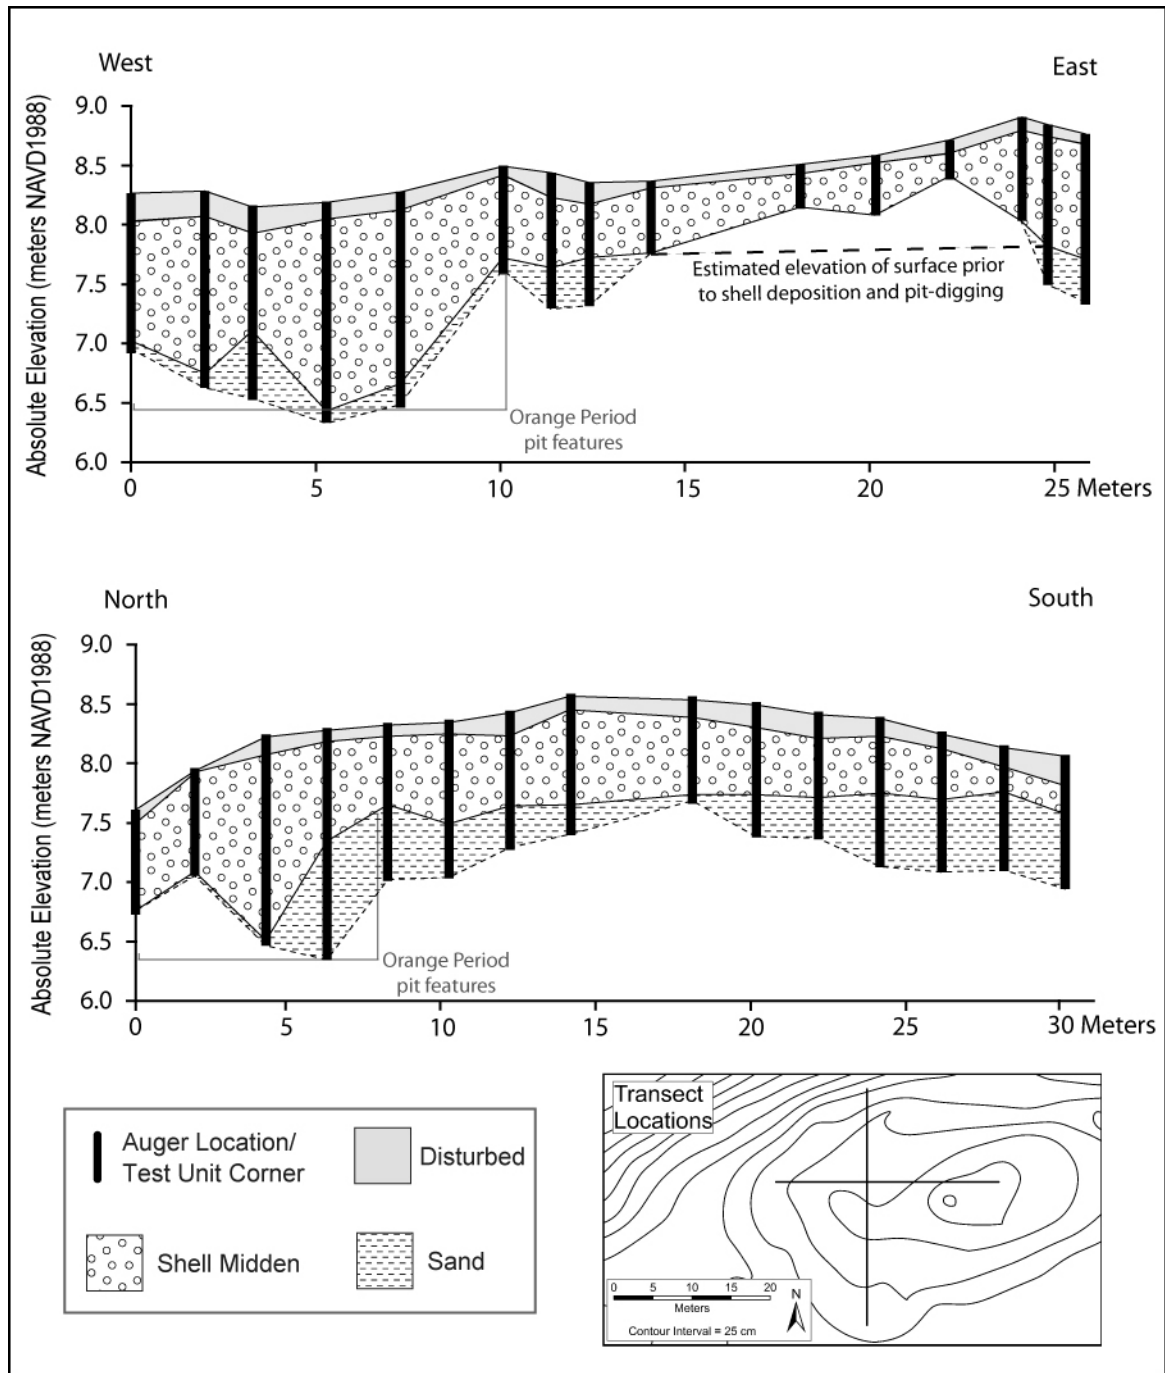 West
East
Absolute Elevation (meters NAVD1988)
9.0
8.5
8.0
7.5
7.0
6.5
6.0
Estimated elevation of surface prior
to shell deposition and pit-digging
Orange Period
pit features
0
5
10
15
20
25 Meters
North
South
Absolute Elevation (meters NAVD1988)
9.0
8.5
8.0
7.5
7.0
6.5
6.0
Orange Period
pit features
0
5
10
15
20
25
30 Meters
Auger Location/
Test Unit Corner
Disturbed
Shell Midden
Sand
Transect
Locations
0 5 10 15 20
Meters
N
Contour Interval = 25 cm